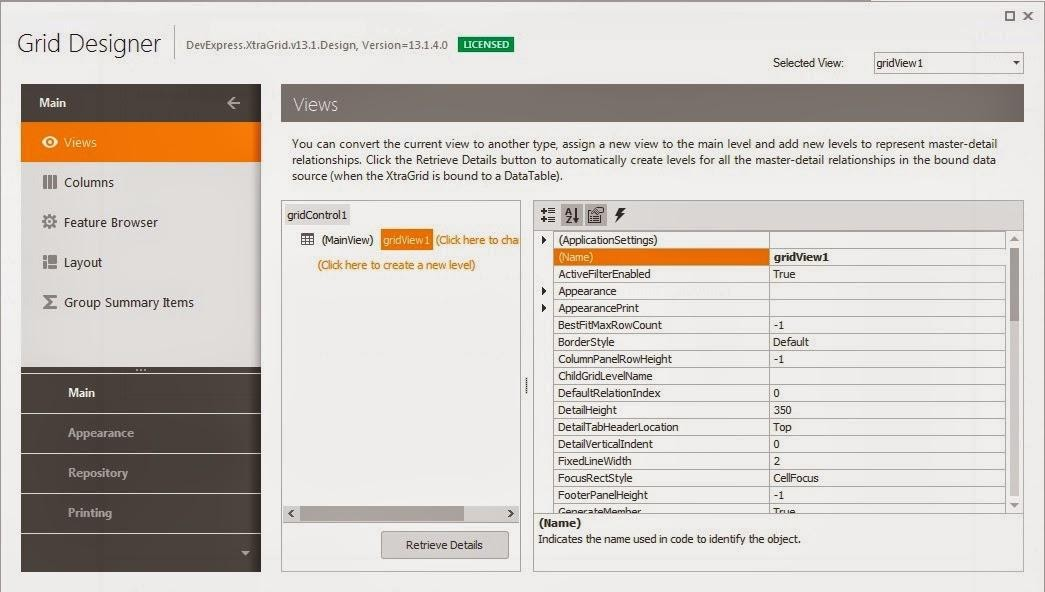 Grid Designer
DevExpress.XtraGrid.v13.1.Design, Version=13.1.4.0
LICENSED
Selected View:
gridView1
Main
Views
Columns
Feature Browser
Layout
Group Summary Items
Main
Appearance
Repository
Printing
Views
You can convert the current view to another type, assign a new view to the main level and add new levels to represent master-detail
relationships. Click the Retrieve Details button to automatically create levels for all the master-detail relationships in the bound data
source (when the XtraGrid is bound to a DataTable).
gridControl1
(MainView) gridView1 (Click here to cha
(Click here to create a new level)
Retrieve Details
(ApplicationSettings)
(Name) gridView1
ActiveFilterEnabled True
Appearance
AppearancePrint
BestFitMaxRowCount -1
BorderStyle Default
ColumnPanelRowHeight -1
ChildGridLevelName
DefaultRelationIndex 0
DetailHeight 350
DetailTabHeaderLocation Top
DetailVerticalIndent 0
FixedLineWidth 2
FocusRectStyle CellFocus
FooterPanelHeight -1
GenerateMember True
(Name)
Indicates the name used in code to identify the object.